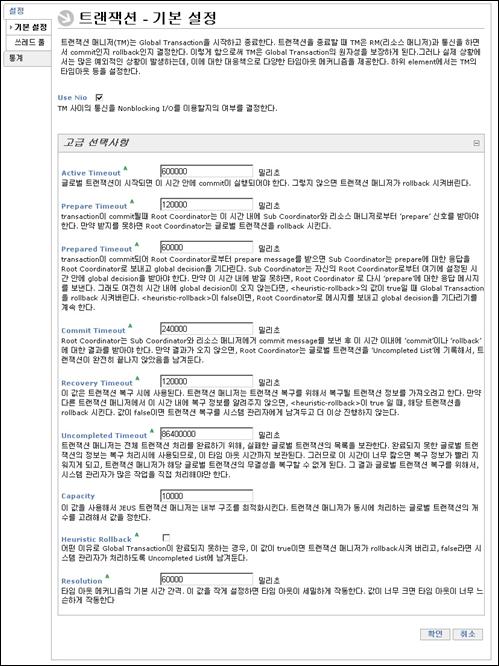 설정
기본 설정
쓰레드 풀
통계
트랜잭션 - 기본 설정
트랜잭션 매니저(TM)는 Global Transaction을 시작하고 종료한다. 트랜잭션을 종료할 때 TM은 RM(리소스 매니저)과 통신을 하면
서 commit인지 rollback인지 결정한다. 이렇게 함으로써 TM은 Global Transaction의 원자성을 보장하게 된다.그러나 실제 상황에
서는 많은 예외적인 상황이 발생하는데, 이에 대한 대응책으로 다양한 타임아웃 메커니즘을 제공한다. 하위 element에서는 TM의
타임아웃 등을 설정한다.
Use Nio
TM 사이의 통신을 Nonblocking I/O를 이용할지의 여부를 결정한다.
고급 선택사항
Active Timeout 600000 밀리초
글로벌 트랜잭션이 시작되면 이 시간 안에 commit이 실행되어야 한다. 그렇지 않으면 트랜잭션 매니저가 rollback 시켜버린다.
Prepare Timeout 120000 밀리초
transaction이 commit될때 Root Coordinator는 이 시간 내에 Sub Coordinator와 리소스 매니저로부터 'prepare' 신호를 받아야
한다. 만약 받지를 못하면 Root Coordinator는 글로벌 트랜잭션을 rollback 시킨다.
Prepared Timeout 60000 밀리초
transaction이 commit되어 Root Coordinator로부터 prepare message를 받으면 Sub Coordinator는 prepare에 대한 응답을
Root Coordinator로 보내고 global decision을 기다린다. Sub Coordinator는 자신의 Root Coordinator로부터 여기에 설정된 시
간 안에 global decision을 받아야 한다. 만약 이 시간 내에 받질 못하면, Root Coordinator 로 다시 'prepare'에 대한 응답 메시지
를 보낸다. 그래도 여전히 시간 내에 global decision이 오지 않는다면, <heuristic-rollback>의 값이 true일 때 Global Transaction
을 rollback 시켜버린다. <heuristic-rollback>이 false이면, Root Coordinator로 메시지를 보내고 global decision을 기다리기를
계속 한다.
Commit Timeout 240000 밀리초
Root Coordinator는 Sub Coordinator와 리소스 매니저에거 commit message를 보낸 후 이 시간 이내에 'commit'이나 'rollback'
에 대한 결과를 받아야 한다. 만약 결과가 오지 않으면, Root Coordinator는 글로벌 트랜잭션을 'Uncompleted List'에 기록해서, 트
랜잭션이 완전히 끝나지 않았음을 남겨둔다.
Recovery Timeout 120000 밀리초
이 값은 트랜잭션 복구 시에 사용된다. 트랜잭션 매니저는 트랜잭션 복구를 위해서 복구될 트랜잭션 정보를 가져오려고 한다. 만약
다른 트랜잭션 매니저에서 이 시간 내에 복구 정보를 알려주지 않으면, <heuristic-rollback>이 true 일 때, 해당 트랜잭션을
rollback 시킨다. 값이 false이면 트랜잭션 복구를 시스템 관리자에게 남겨두고 더 이상 진행하지 않는다.
Uncompleted Timeout 86400000 밀리초
트랜잭션 매니저는 전체 트랜잭션 처리를 완료하기 위해, 실패한 글로벌 트랜잭션의 목록을 보관한다. 완료되지 못한 글로벌 트랜
잭션의 정보는 복구 처리시에 사용되므로, 이 타임 아웃 시간까지 보관된다. 그러므로 이 시간이 너무 짧으면 복구 정보가 빨리 지
워지게 되고, 트랜잭션 매니저가 해당 글로벌 트랜잭션의 무결성을 복구할 수 없게 된다. 그 결과 글로벌 트랜잭션 복구를 위해서,
시스템 관리자가 많은 작업을 직접 처리해야만 한다.
Capacity 10000
이 값을 사용해서 JEUS 트랜잭션 매니저는 내부 구조를 최적화시킨다. 트랜잭션 매니저가 동시에 처리하는 글로벌 트랜잭션의 개
수를 고려해서 값을 정한다.
Heuristic Rollback
어떤 이유로 Global Transaction이 완료되지 못하는 경우, 이 값이 true이면 트랜잭션 매니저가 rollback시켜 버리고, false라면 시
스템 관리자가 처리하도록 Uncompleted List에 남겨둔다.
Resolution 60000 밀리초
타임 아웃 메커니즘의 기본 시간 간격. 이 값을 작게 설정하면 타임 아웃이 세밀하게 작동한다. 값이 너무 크면 타임 아웃이 너무 느
슨하게 작동한다
확인 취소